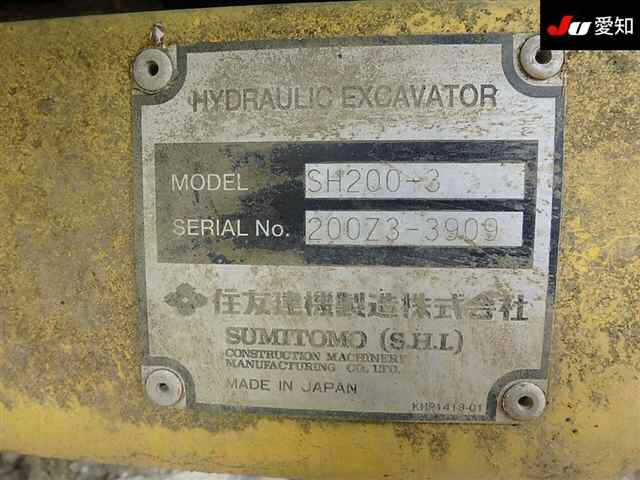 Ju 愛知
HYDRAULIC EXCAVATOR
MODEL SH200-3
SERIAL No. 200Z3-3909
住友建機製造株式会社
SUMITOMO (S.H.I.)
CONSTRUCTION MACHINERY
MANUFACTURING CO., LTD.
MADE IN JAPAN
KHP1413-01